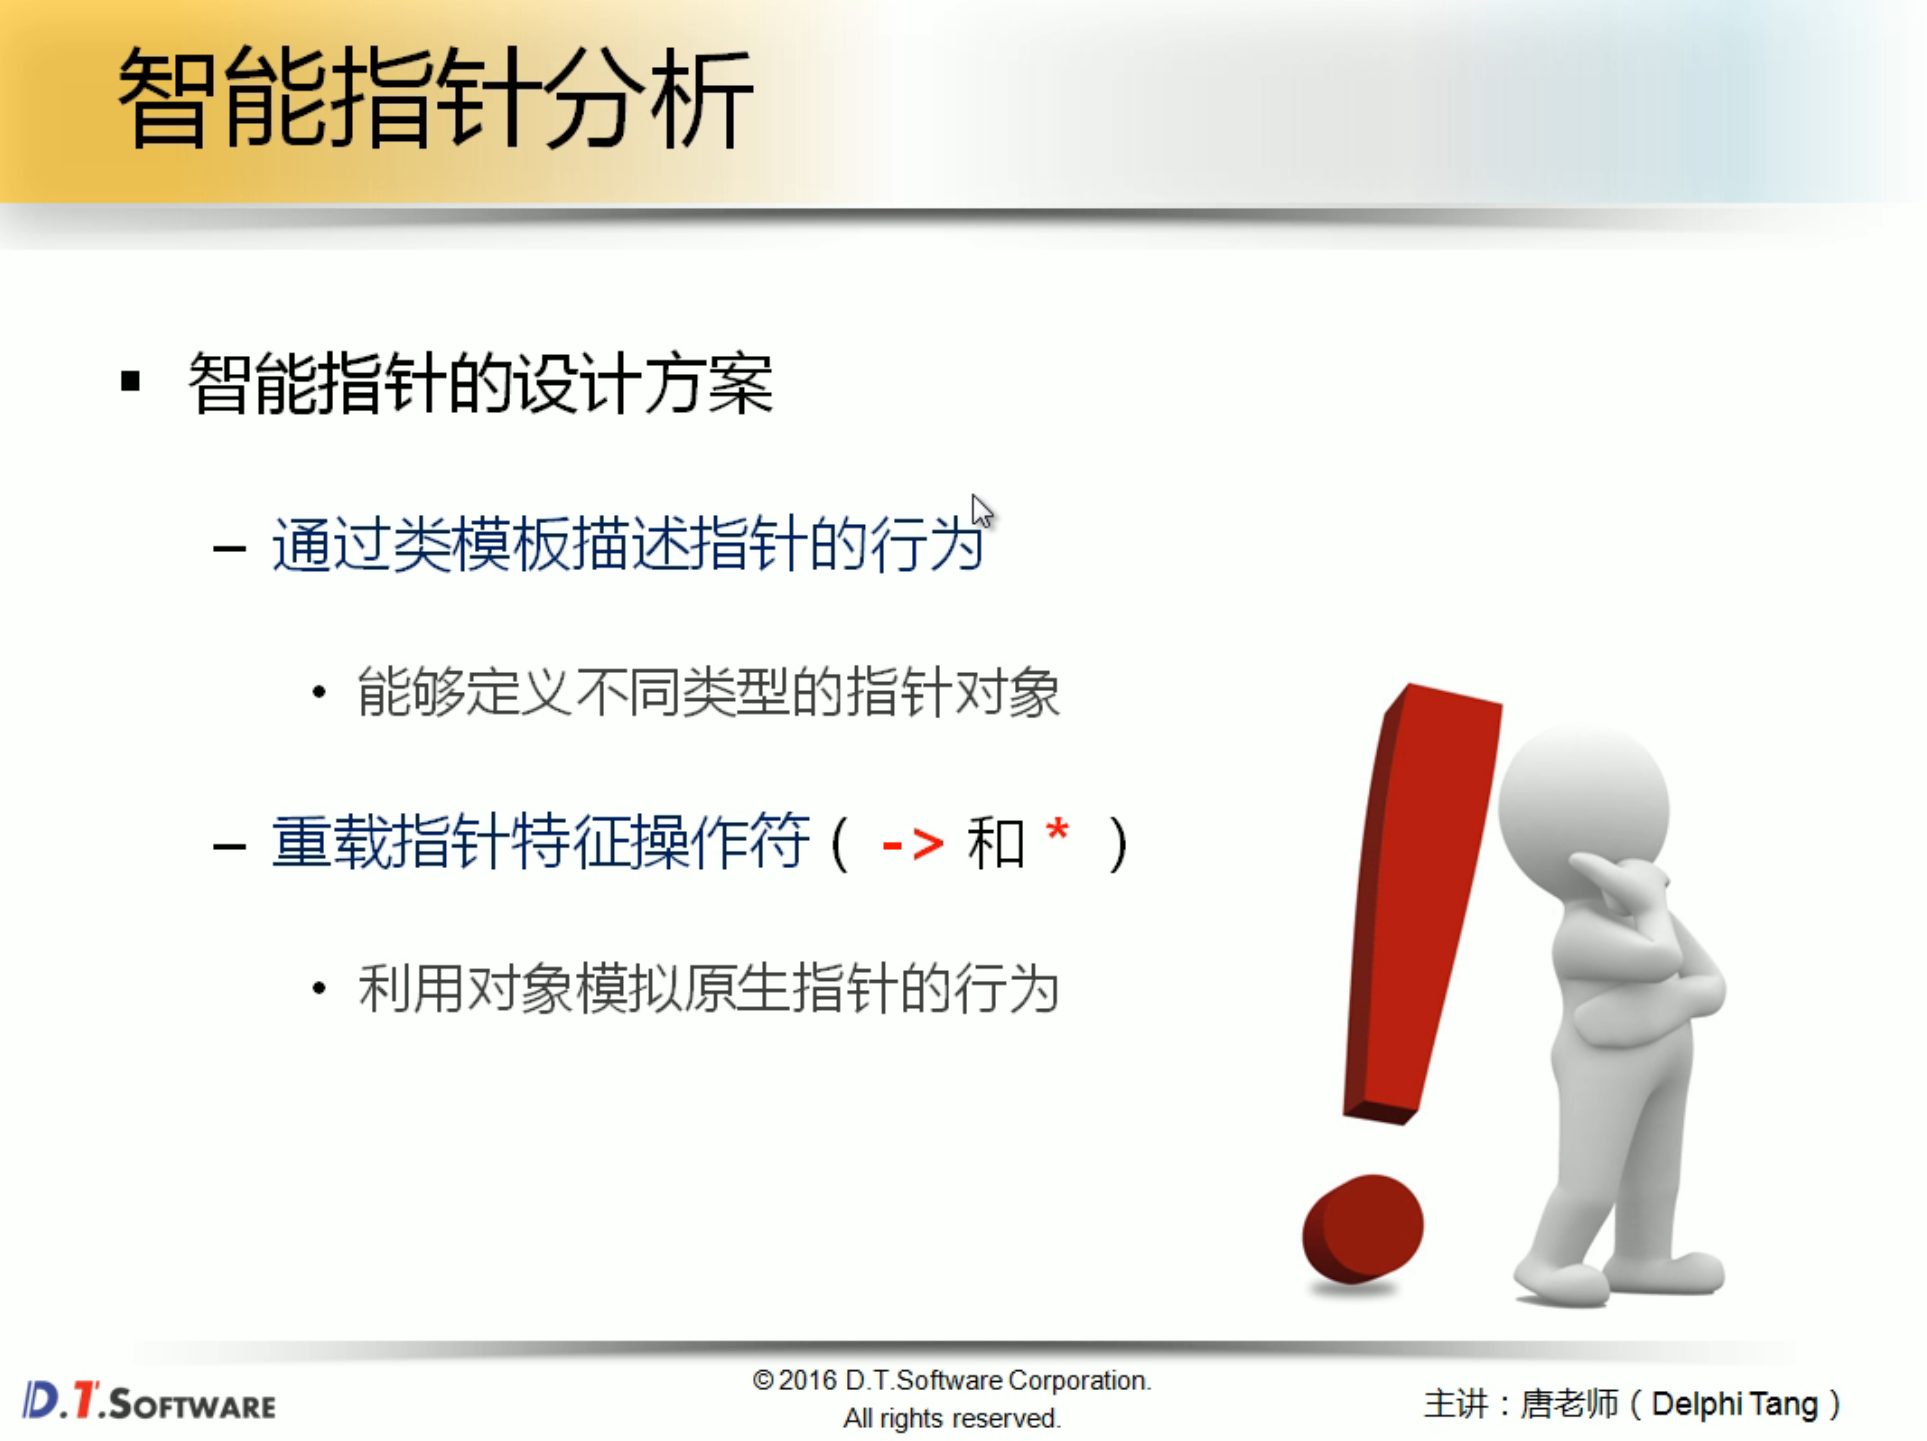 智能指针分析
▪ 智能指针的设计方案
– 通过类模板描述指针的行为
• 能够定义不同类型的指针对象
– 重载指针特征操作符（ -> 和 * ）
• 利用对象模拟原生指针的行为
D.T.SOFTWARE
© 2016 D.T.Software Corporation.
All rights reserved.
主讲：唐老师（Delphi Tang）